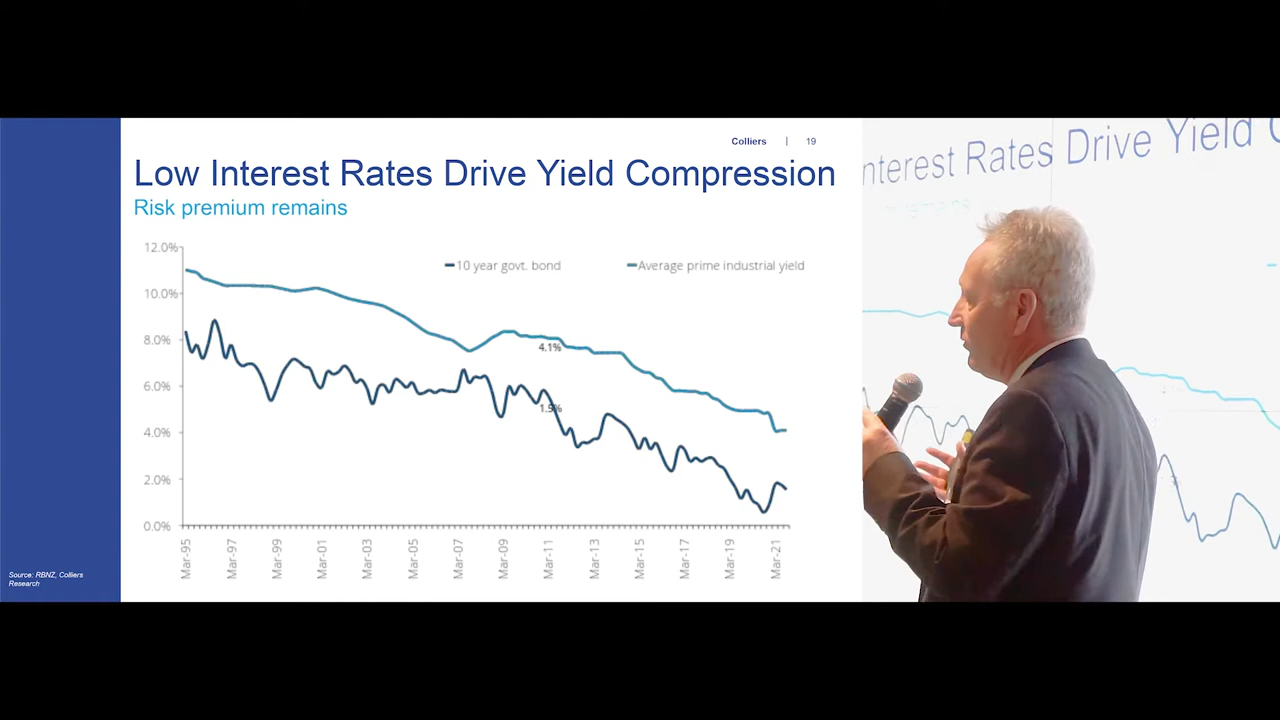 Colliers | 19
Low Interest Rates Drive Yield Compression
Risk premium remains
12.0%
10.0%
8.0%
6.0%
4.0%
2.0%
0.0%
10 year govt. bond
Average prime industrial yield
4.1%
1.5%
Mar-95
Mar-97
Mar-99
Mar-01
Mar-03
Mar-05
Mar-07
Mar-09
Mar-11
Mar-13
Mar-15
Mar-17
Mar-19
Mar-21
Source: RBNZ, Colliers
Research
nterest Rates Drive Yield C